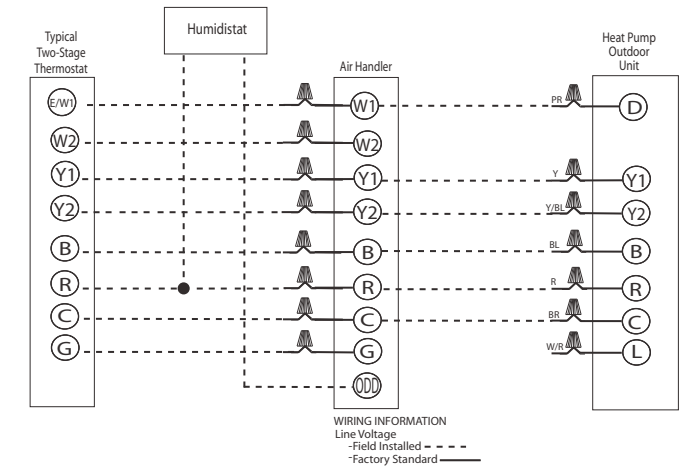 Humidistat
Typical
Two-Stage
Thermostat
Air Handler
Heat Pump
Outdoor
Unit
E/W1
W1
PR
D
W2
W2
Y1
Y1
Y
Y1
Y2
Y2
Y/BL
Y2
B
B
BL
B
R
R
R
R
C
C
BR
C
G
G
W/R
L
ODD
WIRING INFORMATION
Line Voltage
-Field Installed
-Factory Standard